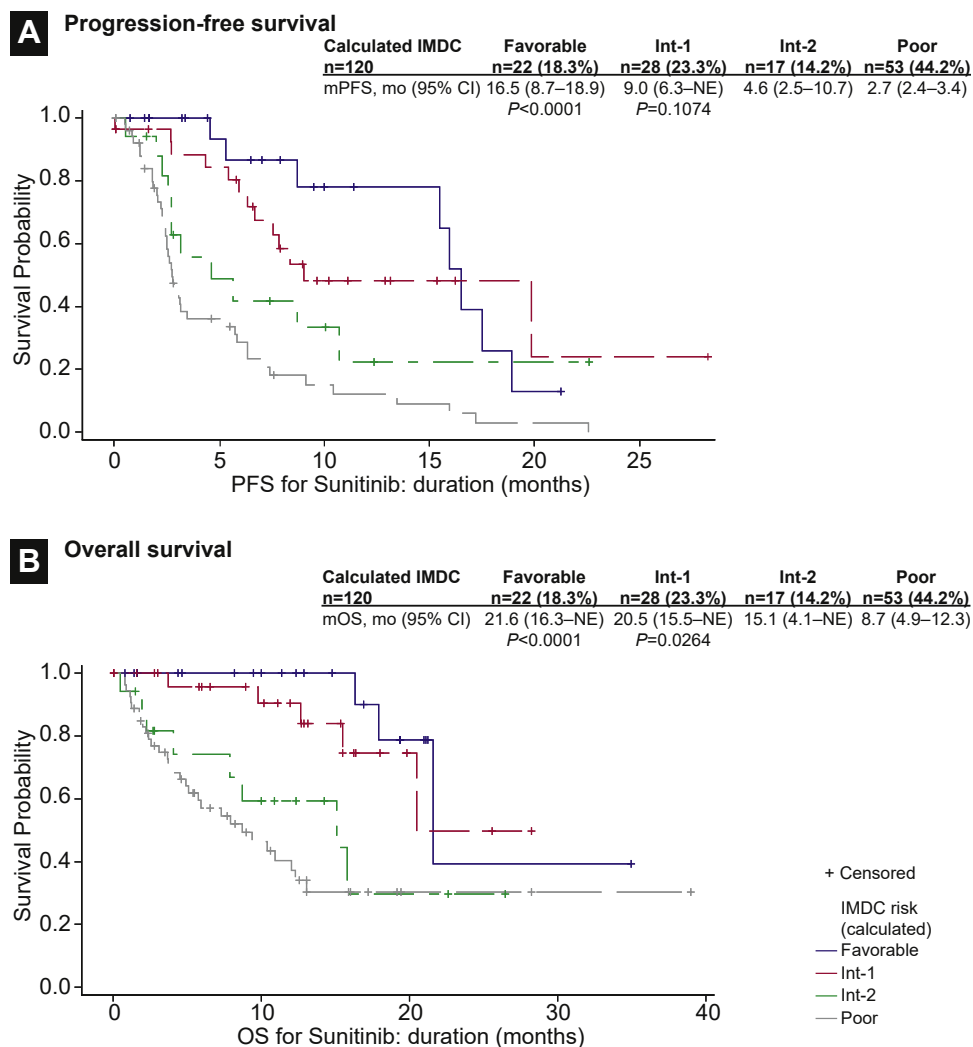 A Progression-free survival
Calculated IMDC Favorable Int-1 Int-2 Poor
n=120 n=22 (18.3%) n=28 (23.3%) n=17 (14.2%) n=53 (44.2%)
mPFS, mo (95% CI) 16.5 (8.7–18.9) 9.0 (6.3–NE) 4.6 (2.5–10.7) 2.7 (2.4–3.4)
P<0.0001 P=0.1074
Survival Probability
1.0
0.8
0.6
0.4
0.2
0.0
0 5 10 15 20 25
PFS for Sunitinib: duration (months)
B Overall survival
Calculated IMDC Favorable Int-1 Int-2 Poor
n=120 n=22 (18.3%) n=28 (23.3%) n=17 (14.2%) n=53 (44.2%)
mOS, mo (95% CI) 21.6 (16.3–NE) 20.5 (15.5–NE) 15.1 (4.1–NE) 8.7 (4.9–12.3)
P<0.0001 P=0.0264
Survival Probability
1.0
0.8
0.6
0.4
0.2
0.0
0 10 20 30 40
OS for Sunitinib: duration (months)
+ Censored
IMDC risk
(calculated)
Favorable
Int-1
Int-2
Poor